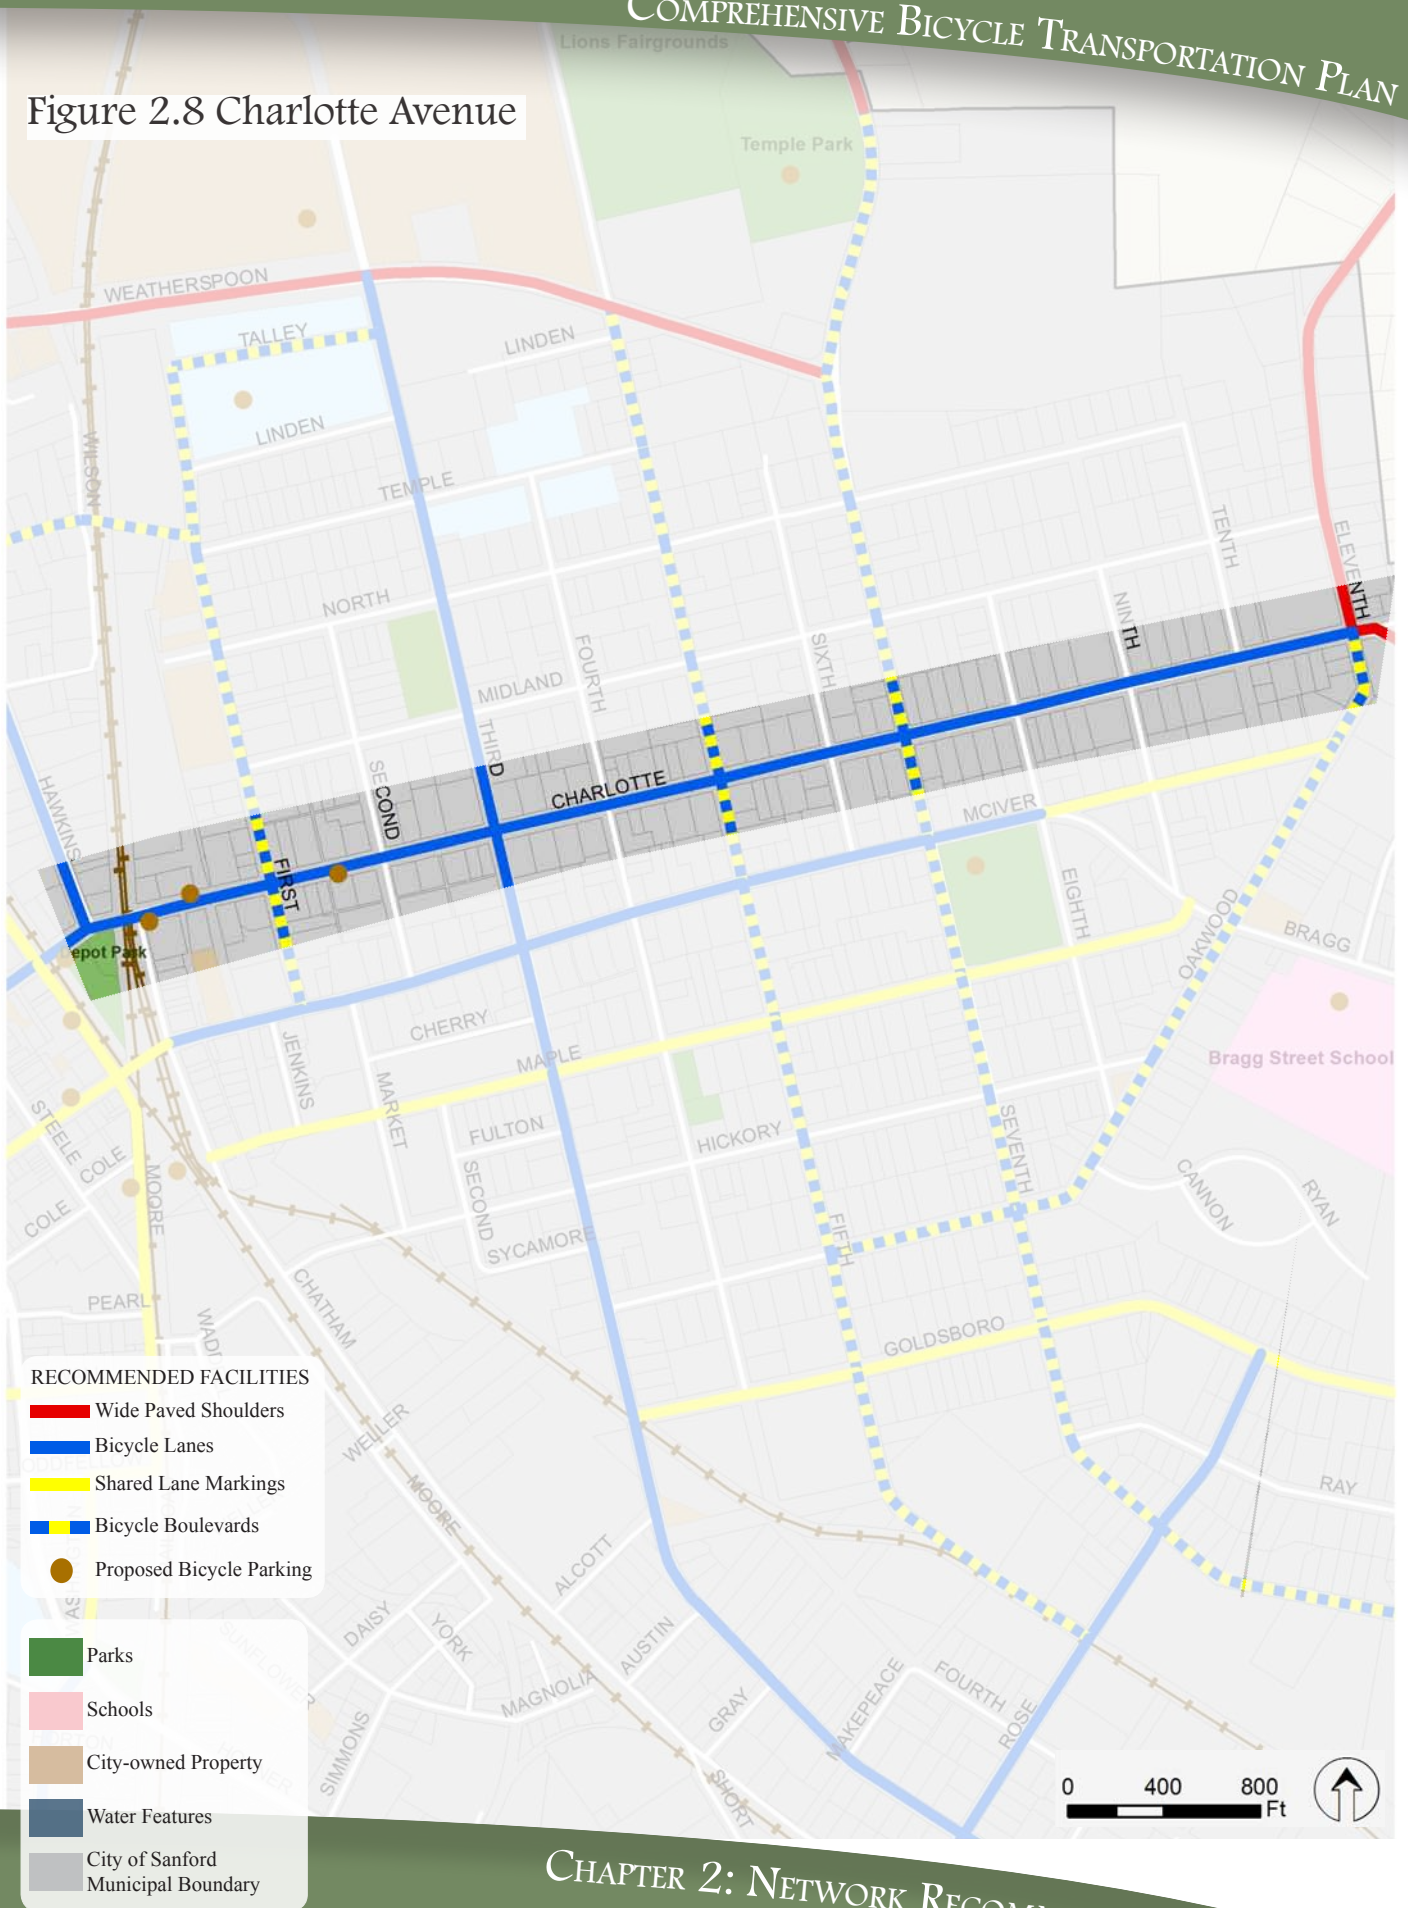 COMPREHENSIVE BICYCLE TRANSPORTATION PLAN
Lions Fairgrounds
Figure 2.8 Charlotte Avenue
Temple Park
WEATHERSPOON
TALLEY
LINDEN
LINDEN
WILSON
TEMPLE
TENTH
ELEVENTH
NORTH
NINTH
FOURTH
SIXTH
MIDLAND
THIRD
SECOND
HAWKINS
CHARLOTTE
MCIVER
FIRST
EIGHTH
OAKWOOD
BRAGG
epot Park
CHERRY
JENKINS
MAPLE
Bragg Street School
MARKET
STEELE
COLE
FULTON
HICKORY
SEVENTH
SECOND
MOORE
CANNON
RYAN
COLE
SYCAMORE
FIFTH
CHATHAM
PEARL
GOLDSBORO
RECOMMENDED FACILITIES
Wide Paved Shoulders
Bicycle Lanes
Shared Lane Markings
Bicycle Boulevards
Proposed Bicycle Parking
WELLER
MOORE
RAY
ALCOTT
DAISY
YORK
AUSTIN
SUNFLOWER
MAGNOLIA
GRAY
MAKEPEACE
FOURTH
ROSE
SIMMONS
SHORT
Parks
Schools
City-owned Property
Water Features
City of Sanford
Municipal Boundary
0 400 800
Ft
CHAPTER 2: NETWORK RECOM